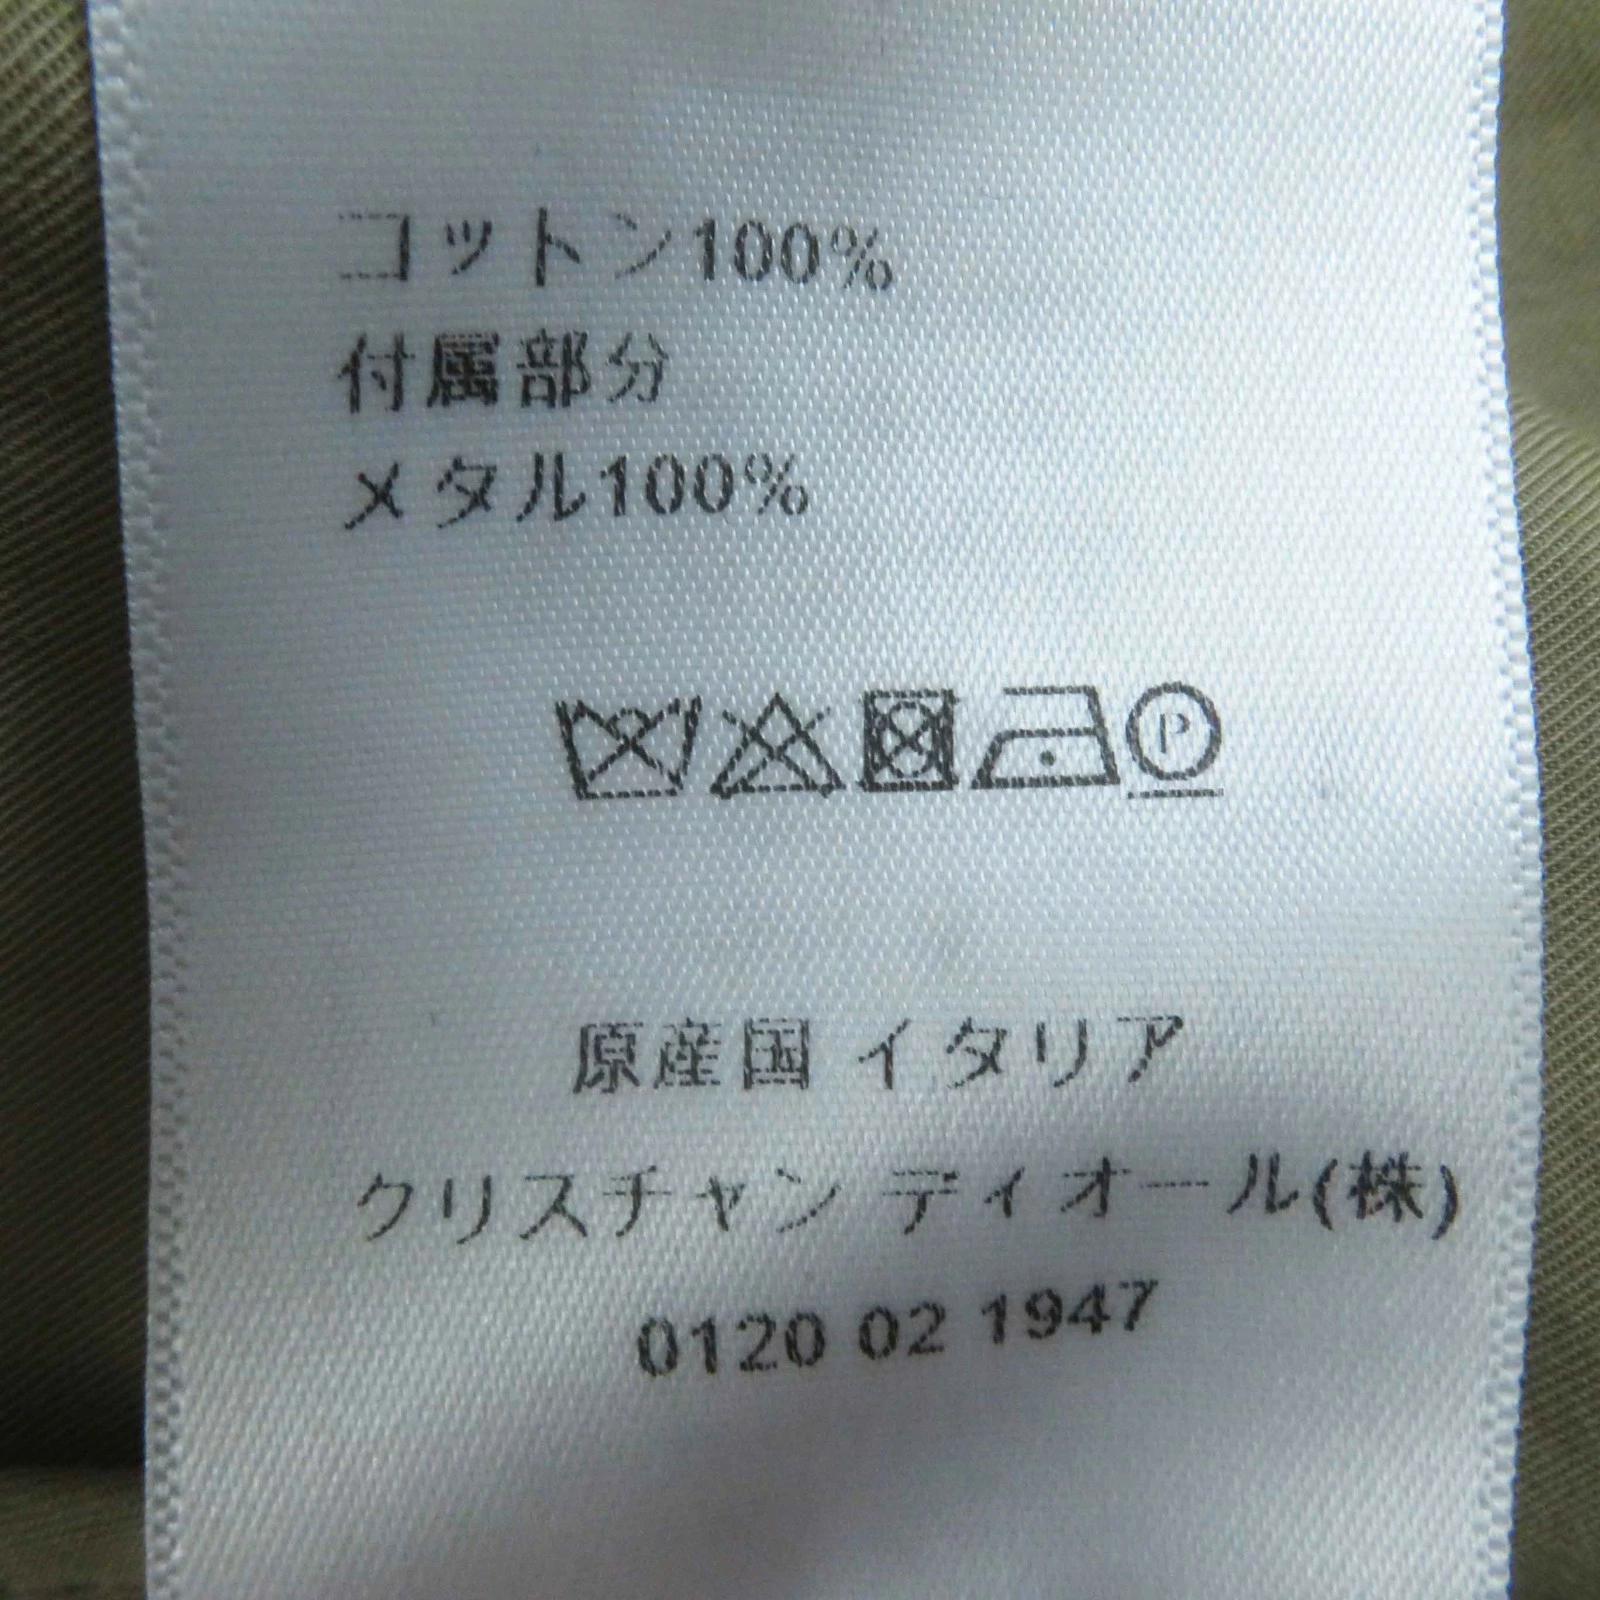 コットン100%
付属部分
メタル100%
P
原産国 イタリア
クリスチャン ディオール(株)
0120 02 1947